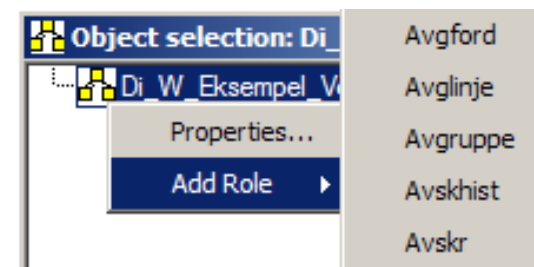 Object selection: Di_
Di_W_Eksempel_V
Properties...
Add Role
Avgford
Avglinje
Avgruppe
Avskhist
Avskr